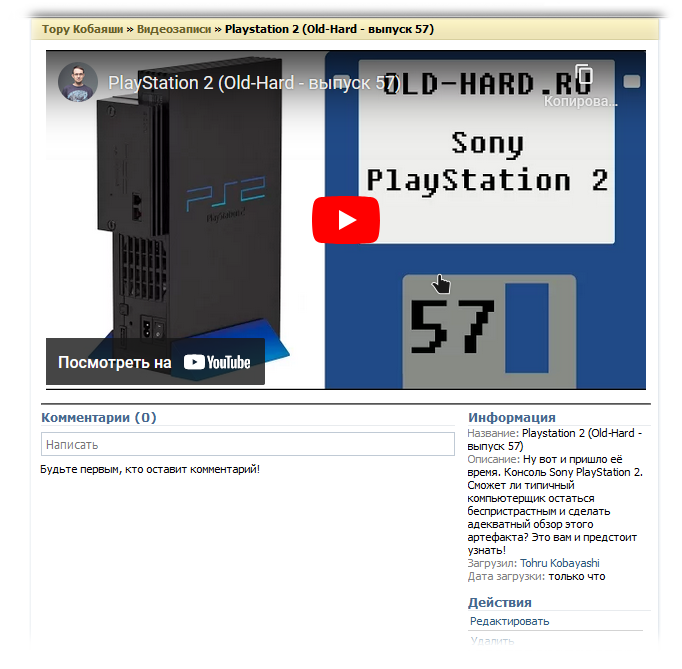 Тору Кобаяши » Видеозаписи » Playstation 2 (Old-Hard - выпуск 57)
PlayStation 2 (Old-Hard - выпуск 57)
OLD-HARD.RU
Копирова...
Sony
PlayStation 2
PS2
PlayStation 2
57
Посмотреть на YouTube
Комментарии (0)
Написать
Будьте первым, кто оставит комментарий!
Информация
Название: Playstation 2 (Old-Hard -
выпуск 57)
Описание: Ну вот и пришло её
время. Консоль Sony PlayStation 2.
Сможет ли типичный
компьютерщик остаться
беспристрастным и сделать
адекватный обзор этого
артефакта? Это вам и предстоит
узнать!
Загрузил: Tohru Kobayashi
Дата загрузки: только что
Действия
Редактировать
Удалить